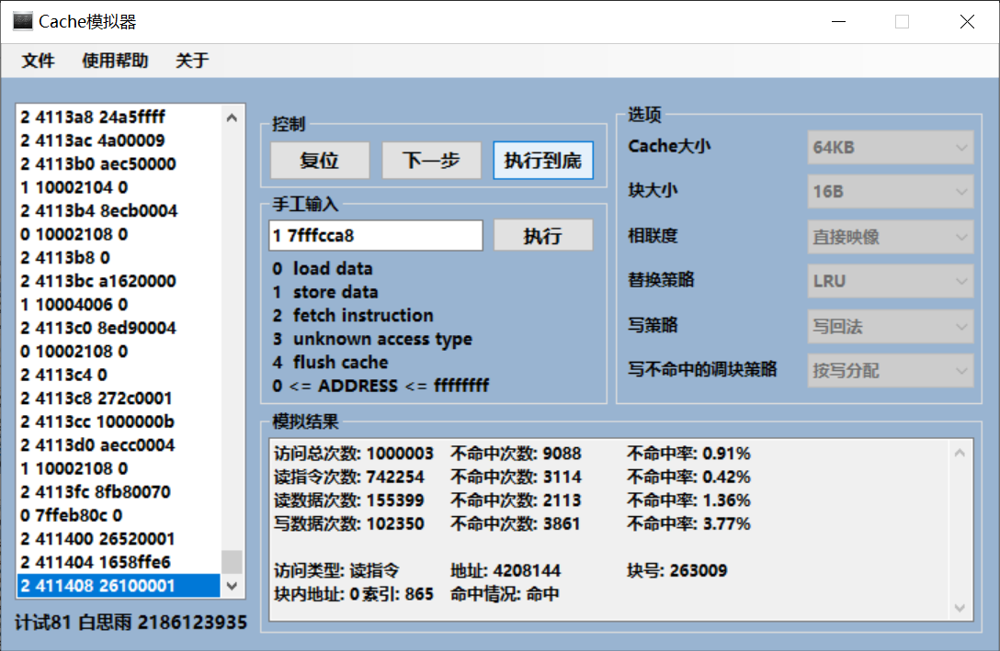 Cache模拟器
文件 使用帮助 关于
2 4113a8 24a5ffff
2 4113ac 4a00009
2 4113b0 aec50000
1 10002104 0
2 4113b4 8ecb0004
0 10002108 0
2 4113b8 0
2 4113bc a1620000
1 10004006 0
2 4113c0 8ed90004
0 10002108 0
2 4113c4 0
2 4113c8 272c0001
2 4113cc 1000000b
2 4113d0 aecc0004
1 10002108 0
2 4113fc 8fb80070
0 7ffeb80c 0
2 411400 26520001
2 411404 1658ffe6
2 411408 26100001
计试81 白思雨 2186123935
控制
复位 下一步 执行到底
手工输入
1 7fffcca8 执行
0 load data
1 store data
2 fetch instruction
3 unknown access type
4 flush cache
0 <= ADDRESS <= ffffffff
选项
Cache大小 64KB
块大小 16B
相联度 直接映像
替换策略 LRU
写策略 写回法
写不命中的调块策略 按写分配
模拟结果
访问总次数: 1000003 不命中次数: 9088 不命中率: 0.91%
读指令次数: 742254 不命中次数: 3114 不命中率: 0.42%
读数据次数: 155399 不命中次数: 2113 不命中率: 1.36%
写数据次数: 102350 不命中次数: 3861 不命中率: 3.77%
访问类型: 读指令 地址: 4208144 块号: 263009
块内地址: 0 索引: 865 命中情况: 命中